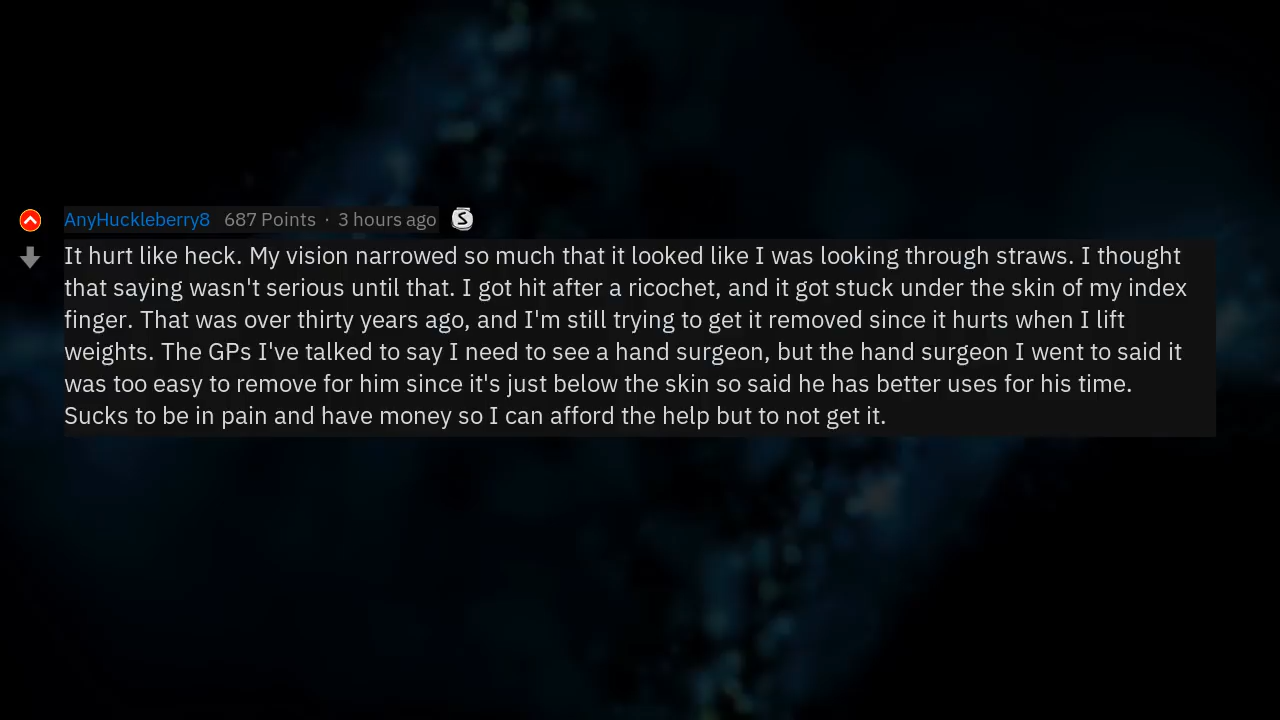 AnyHuckleberry8 687 Points · 3 hours ago S
It hurt like heck. My vision narrowed so much that it looked like I was looking through straws. I thought
that saying wasn't serious until that. I got hit after a ricochet, and it got stuck under the skin of my index
finger. That was over thirty years ago, and I'm still trying to get it removed since it hurts when I lift
weights. The GPs I've talked to say I need to see a hand surgeon, but the hand surgeon I went to said it
was too easy to remove for him since it's just below the skin so said he has better uses for his time.
Sucks to be in pain and have money so I can afford the help but to not get it.